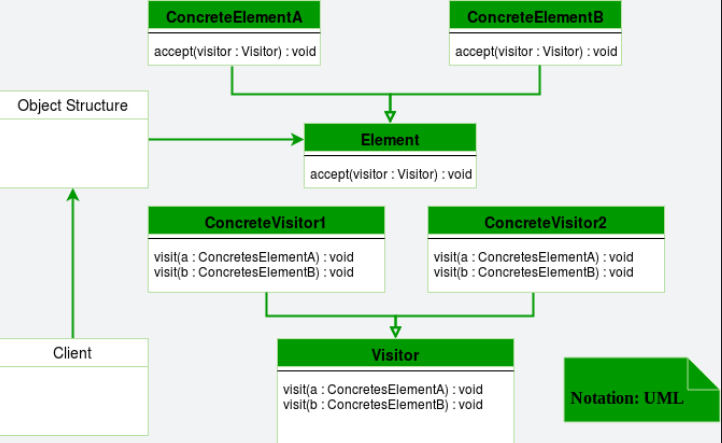 ConcreteElementA
accept(visitor : Visitor) : void
ConcreteElementB
accept(visitor : Visitor) : void
Object Structure
Element
accept(visitor : Visitor) : void
ConcreteVisitor1
visit(a : ConcretesElementA) : void
visit(b : ConcretesElementB) : void
ConcreteVisitor2
visit(a : ConcretesElementA) : void
visit(b : ConcretesElementB) : void
Client
Visitor
visit(a : ConcretesElementA) : void
visit(b : ConcretesElementB) : void
Notation: UML